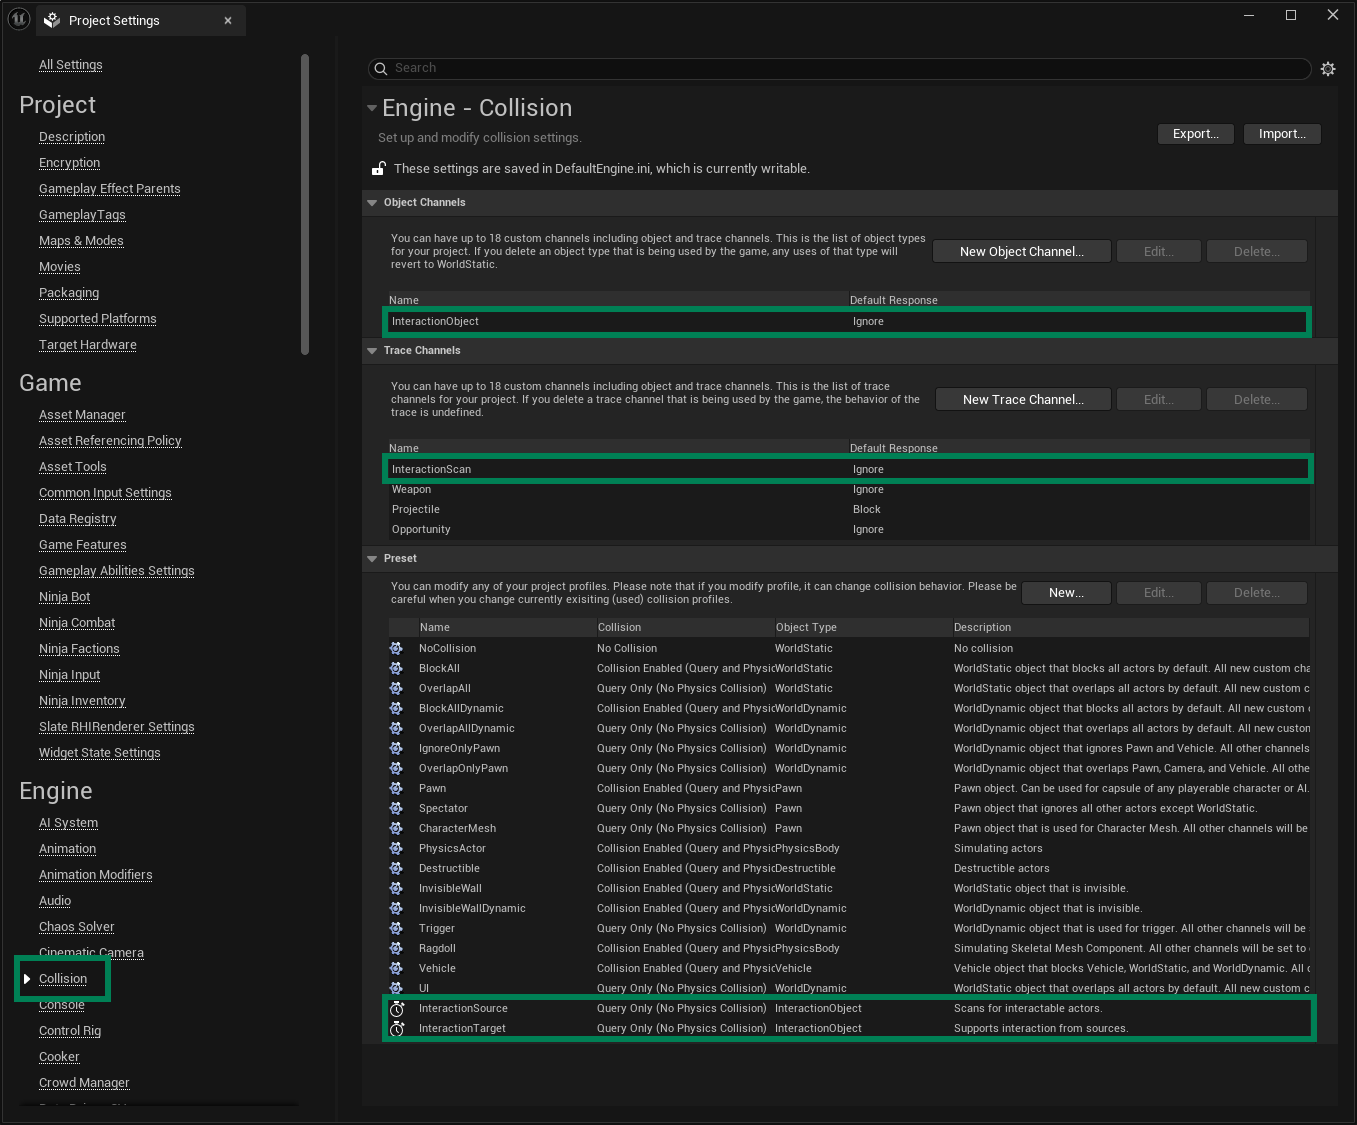 Project Settings
All Settings
Project
Description
Encryption
Gameplay Effect Parents
GameplayTags
Maps & Modes
Movies
Packaging
Supported Platforms
Target Hardware
Game
Asset Manager
Asset Referencing Policy
Asset Tools
Common Input Settings
Data Registry
Game Features
Gameplay Abilities Settings
Ninja Bot
Ninja Combat
Ninja Factions
Ninja Input
Ninja Inventory
Slate RHIRenderer Settings
Widget State Settings
Engine
AI System
Animation
Animation Modifiers
Audio
Chaos Solver
Cinematic Camera
Collision
Console
Control Rig
Cooker
Crowd Manager
Search
Engine - Collision
Set up and modify collision settings.
Export... Import...
These settings are saved in DefaultEngine.ini, which is currently writable.
Object Channels
You can have up to 18 custom channels including object and trace channels. This is the list of object types
for your project. If you delete an object type that is being used by the game, any uses of that type will
revert to WorldStatic.
New Object Channel... Edit... Delete...
Name Default Response
InteractionObject Ignore
Trace Channels
You can have up to 18 custom channels including object and trace channels. This is the list of trace
channels for your project. If you delete a trace channel that is being used by the game, the behavior of the
trace is undefined.
New Trace Channel... Edit... Delete...
Name Default Response
InteractionScan Ignore
Weapon Ignore
Projectile Block
Opportunity Ignore
Preset
You can modify any of your project profiles. Please note that if you modify profile, it can change collision behavior. Please be
careful when you change currently exisiting (used) collision profiles.
New... Edit... Delete...
Name Collision Object Type Description
NoCollision No Collision WorldStatic No collision
BlockAll Collision Enabled (Query and Physic WorldStatic WorldStatic object that blocks all actors by default. All new custom cha
OverlapAll Query Only (No Physics Collision) WorldStatic WorldStatic object that overlaps all actors by default. All new custom c
BlockAllDynamic Collision Enabled (Query and Physic WorldDynamic WorldDynamic object that blocks all actors by default. All new custom
OverlapAllDynamic Query Only (No Physics Collision) WorldDynamic WorldDynamic object that overlaps all actors by default. All new custon
IgnoreOnlyPawn Query Only (No Physics Collision) WorldDynamic WorldDynamic object that ignores Pawn and Vehicle. All other channels
OverlapOnlyPawn Query Only (No Physics Collision) WorldDynamic WorldDynamic object that overlaps Pawn, Camera, and Vehicle. All othe
Pawn Collision Enabled (Query and Physic Pawn Pawn object. Can be used for capsule of any playerable character or AI.
Spectator Query Only (No Physics Collision) Pawn Pawn object that ignores all other actors except WorldStatic.
CharacterMesh Query Only (No Physics Collision) Pawn Pawn object that is used for Character Mesh. All other channels will be
PhysicsActor Collision Enabled (Query and Physic PhysicsBody Simulating actors
Destructible Collision Enabled (Query and Physic Destructible Destructible actors
InvisibleWall Collision Enabled (Query and Physic WorldStatic WorldStatic object that is invisible.
InvisibleWallDynamic Collision Enabled (Query and Physic WorldDynamic WorldDynamic object that is invisible.
Trigger Query Only (No Physics Collision) WorldDynamic WorldDynamic object that is used for trigger. All other channels will be
Ragdoll Collision Enabled (Query and Physic PhysicsBody Simulating Skeletal Mesh Component. All other channels will be set to
Vehicle Collision Enabled (Query and Physic Vehicle Vehicle object that blocks Vehicle, WorldStatic, and WorldDynamic. All
UI Query Only (No Physics Collision) WorldDynamic WorldStatic object that overlaps all actors by default. All new custom c
InteractionSource Query Only (No Physics Collision) InteractionObject Scans for interactable actors.
InteractionTarget Query Only (No Physics Collision) InteractionObject Supports interaction from sources.